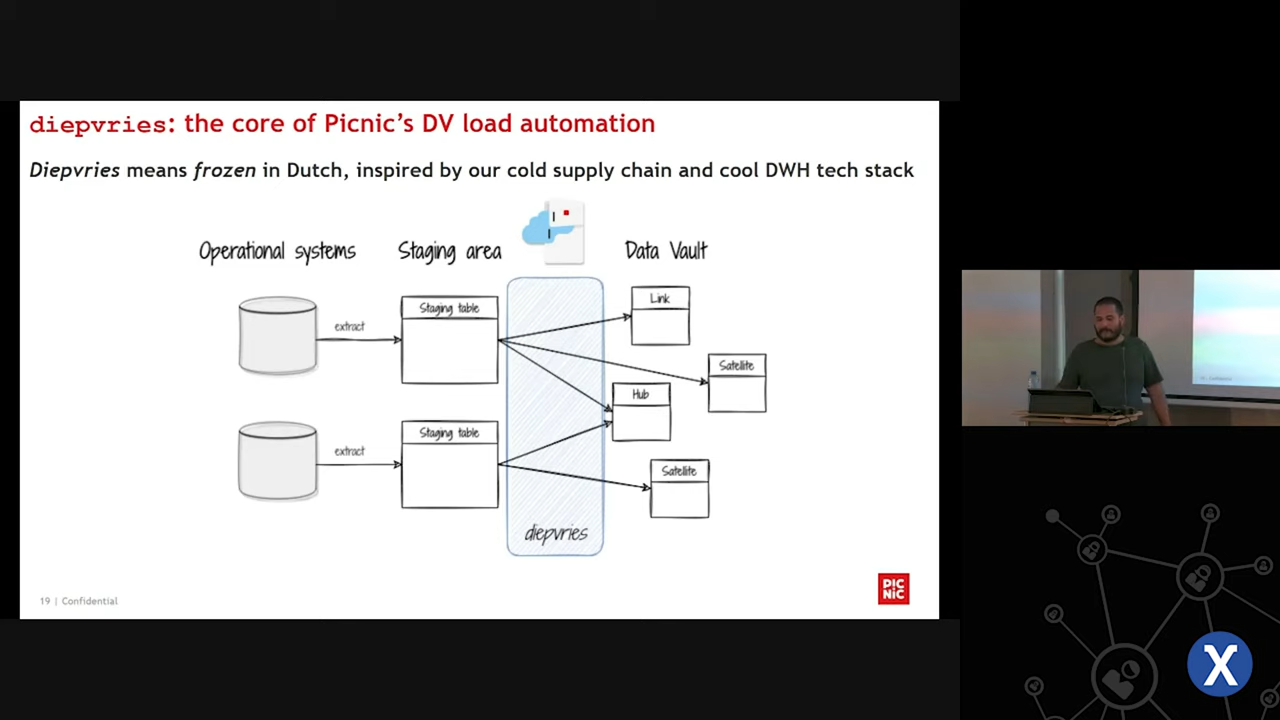 diepvries: the core of Picnic's DV load automation
Diepvries means frozen in Dutch, inspired by our cold supply chain and cool DWH tech stack
Operational systems
Staging area
Data Vault
Staging table
extract
Link
Satellite
Hub
Staging table
extract
Satellite
diepvries
19 | Confidential
PIC
NIC
X